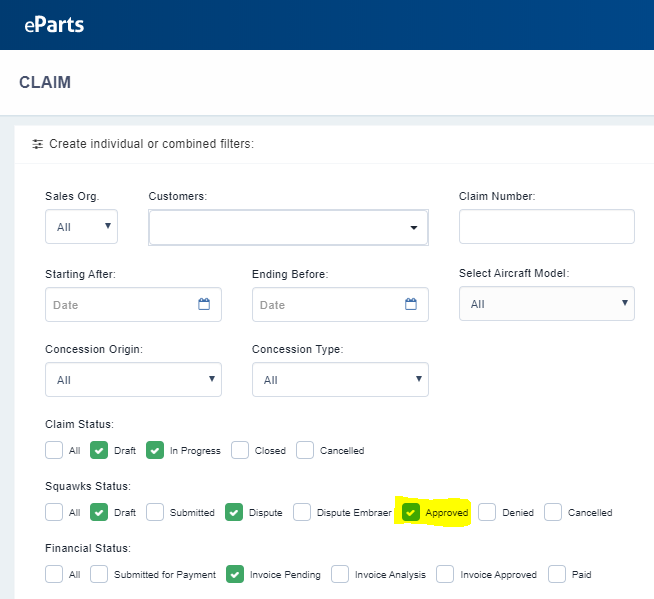 eParts
CLAIM
Create individual or combined filters:
Sales Org. Customers: Claim Number:
All
Starting After: Ending Before: Select Aircraft Model:
Date Date All
Concession Origin: Concession Type:
All All
Claim Status:
All Draft In Progress Closed Cancelled
Squawks Status:
All Draft Submitted Dispute Dispute Embraer Approved Denied Cancelled
Financial Status:
All Submitted for Payment Invoice Pending Invoice Analysis Invoice Approved Paid